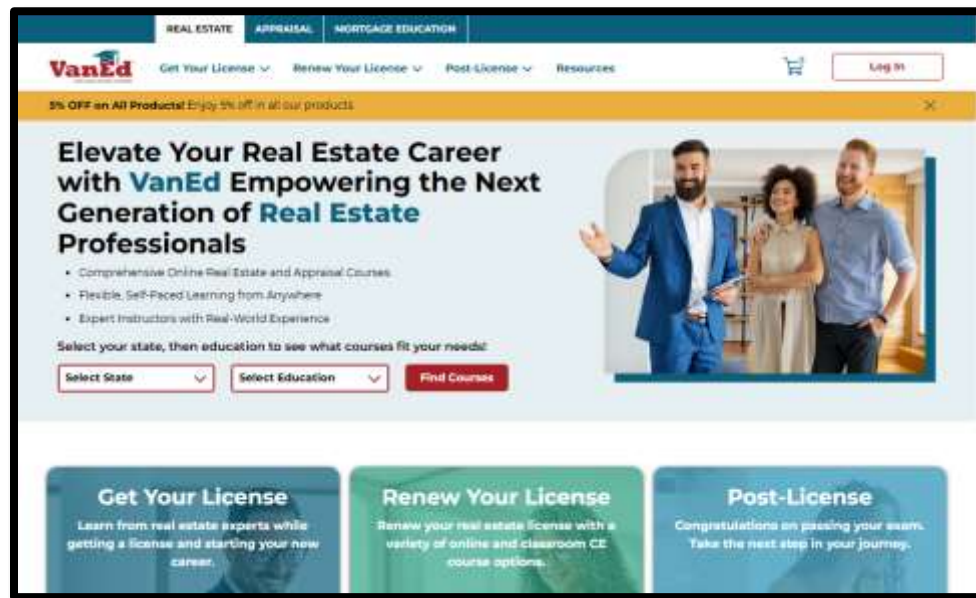 REAL ESTATE APPRAISAL MORTGAGE EDUCATION
VanEd Get Your License Renew Your License Post-License Resources Log In
5% OFF on All Products! Enjoy 5% off in all our products
Elevate Your Real Estate Career
with VanEd Empowering the Next
Generation of Real Estate
Professionals
• Comprehensive Online Real Estate and Appraisal Courses
• Flexible, Self-Paced Learning from Anywhere
• Expert Instructors with Real-World Experience
Select your state, then education to see what courses fit your needs!
Select State Select Education Find Courses
Get Your License Renew Your License Post-License
Learn from real estate experts while Renew your real estate license with a Congratulations on passing your exam.
getting a license and starting your new variety of online and classroom CE Take the next step in your journey.
career. course options.